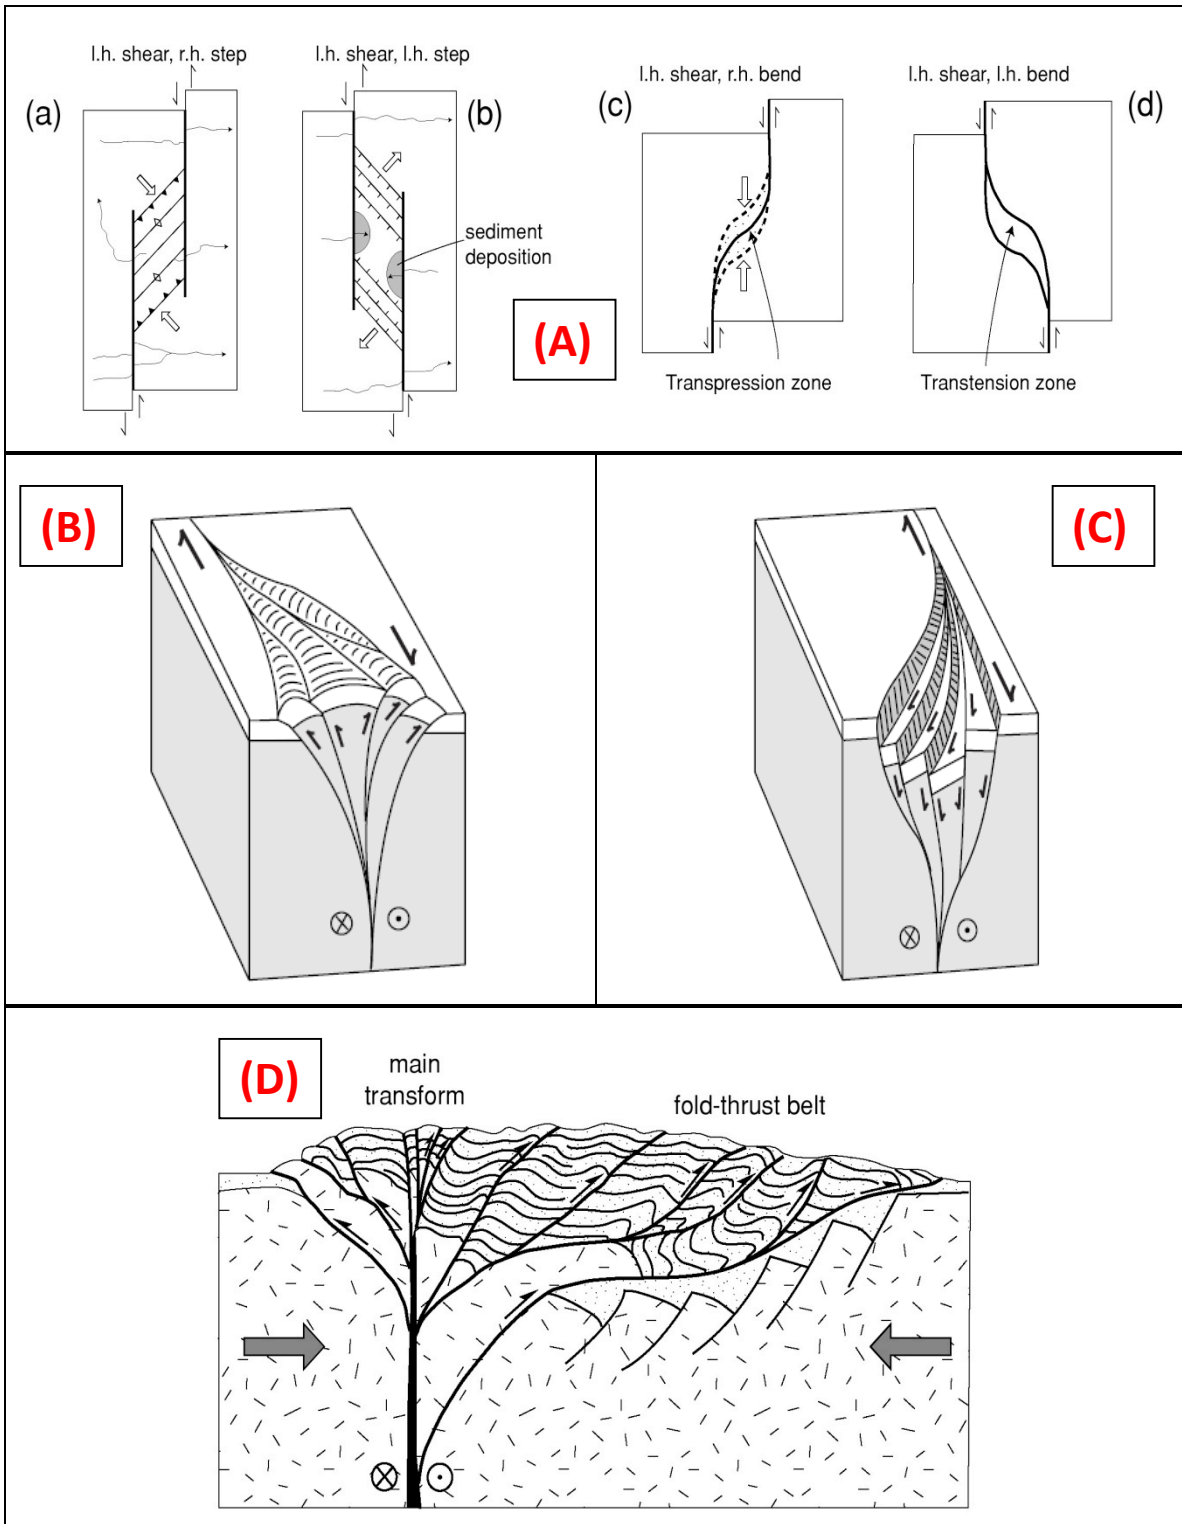 l.h. shear, r.h. step
l.h. shear, l.h. step
(a)
(b)
sediment
deposition
l.h. shear, r.h. bend
l.h. shear, l.h. bend
(c)
(d)
(A)
Transpression zone
Transtension zone
(B)
(C)
(D)
main
transform
fold-thrust belt